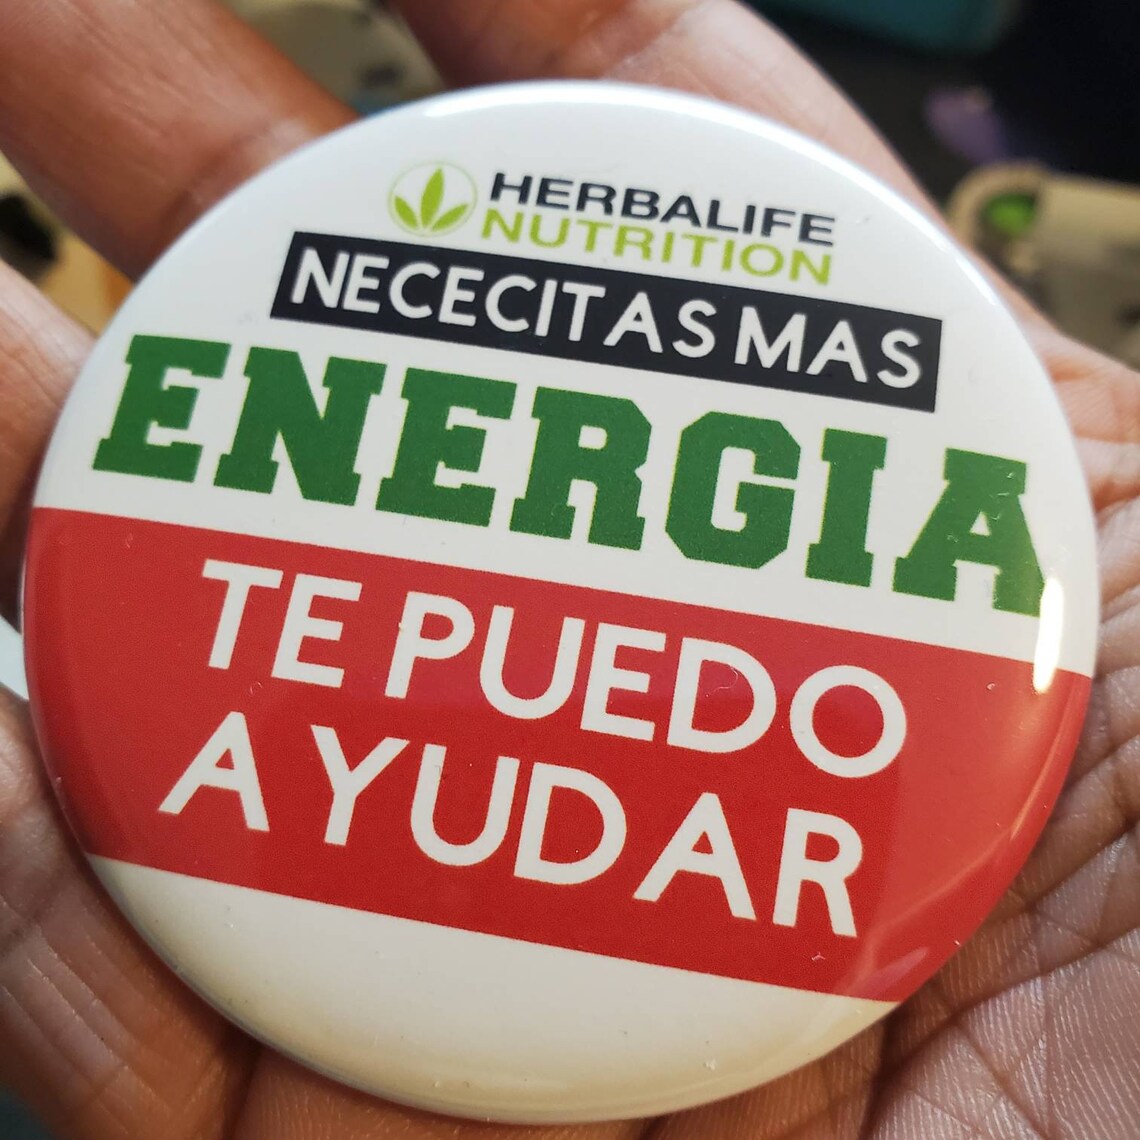 HERBALIFE
NUTRITION
NECECITAS MAS
ENERGIA
TE PUEDO
AYUDAR